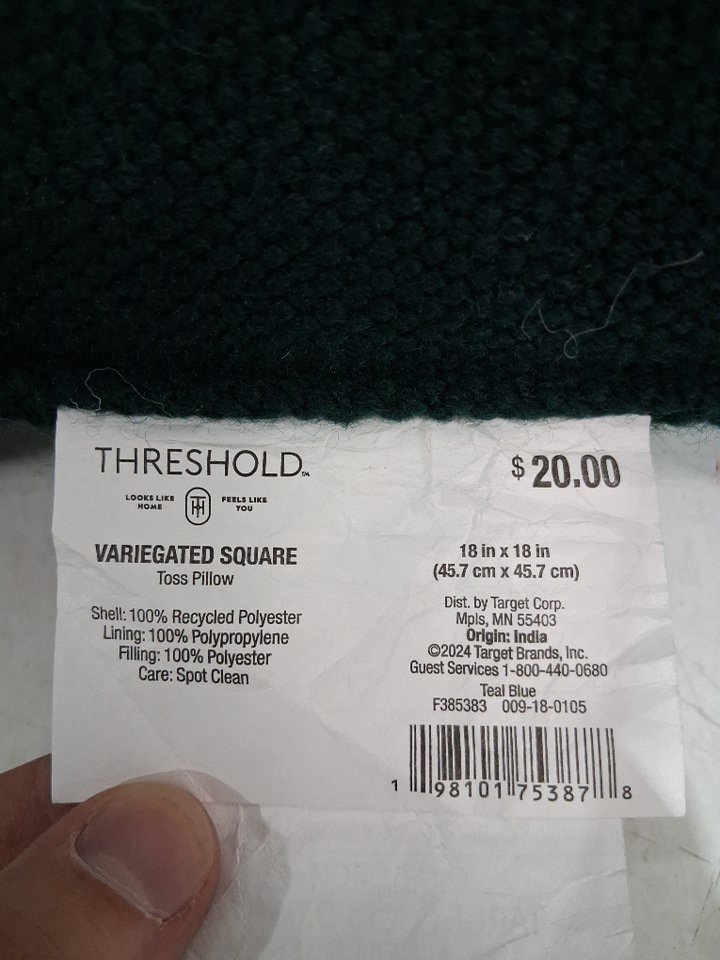 THRESHOLD™
LOOKS LIKE HOME
FEELS LIKE YOU
VARIEGATED SQUARE
Toss Pillow
Shell: 100% Recycled Polyester
Lining: 100% Polypropylene
Filling: 100% Polyester
Care: Spot Clean
$20.00
18 in x 18 in
(45.7 cm x 45.7 cm)
Dist. by Target Corp.
Mpls, MN 55403
Origin: India
©2024 Target Brands, Inc.
Guest Services 1-800-440-0680
Teal Blue
F385383 009-18-0105
1 98101 75387 8